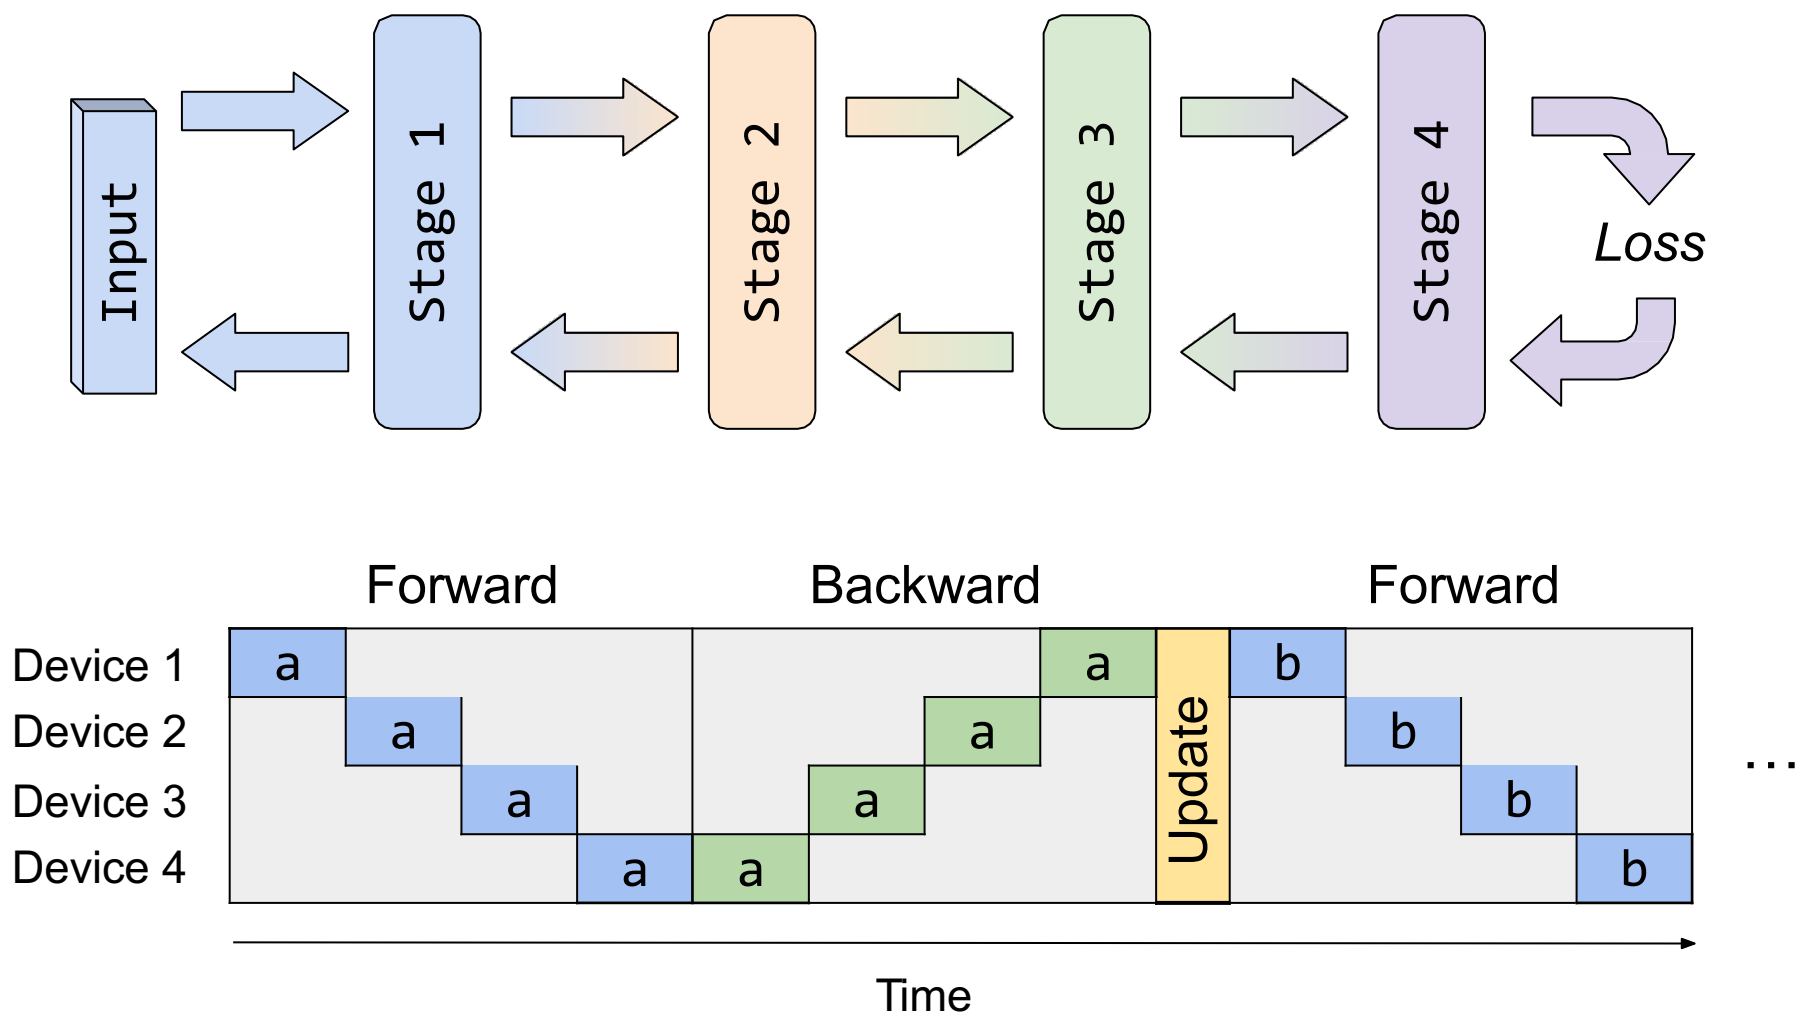 Input
Stage 1
Stage 2
Stage 3
Stage 4
Loss
Forward
Backward
Forward
Device 1
a
a
b
Device 2
a
a
b
Device 3
a
a
b
Device 4
a
a
b
Update
...
Time